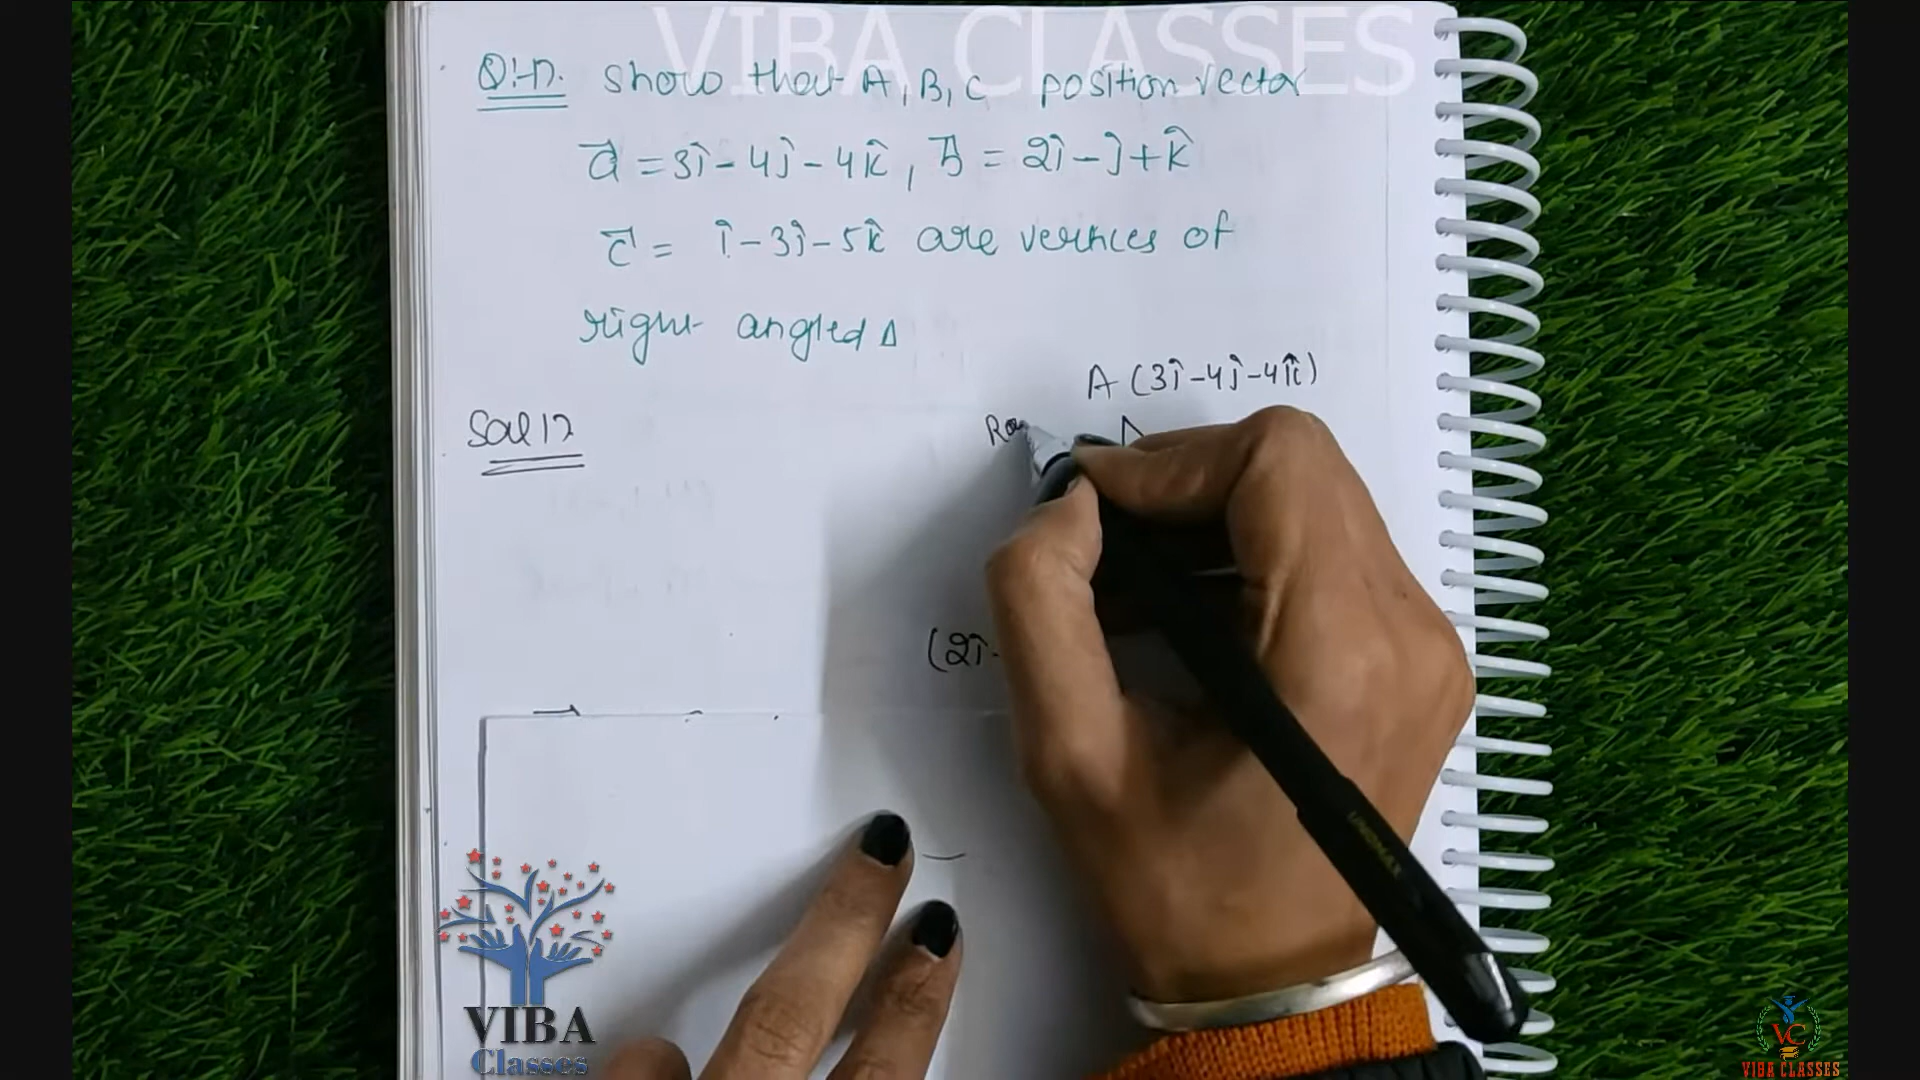 VIBA CLASSES
Q:-17. Show that A, B, C position vector
a⃗ = 3î - 4ĵ - 4k̂, b⃗ = 2î - ĵ + k̂
c⃗ = î - 3ĵ - 5k̂ are vertices of
right angled Δ
A (3î - 4ĵ - 4k̂)
Sol 17
(2î -
VIBA
Classes
VC
VIBA CLASSES